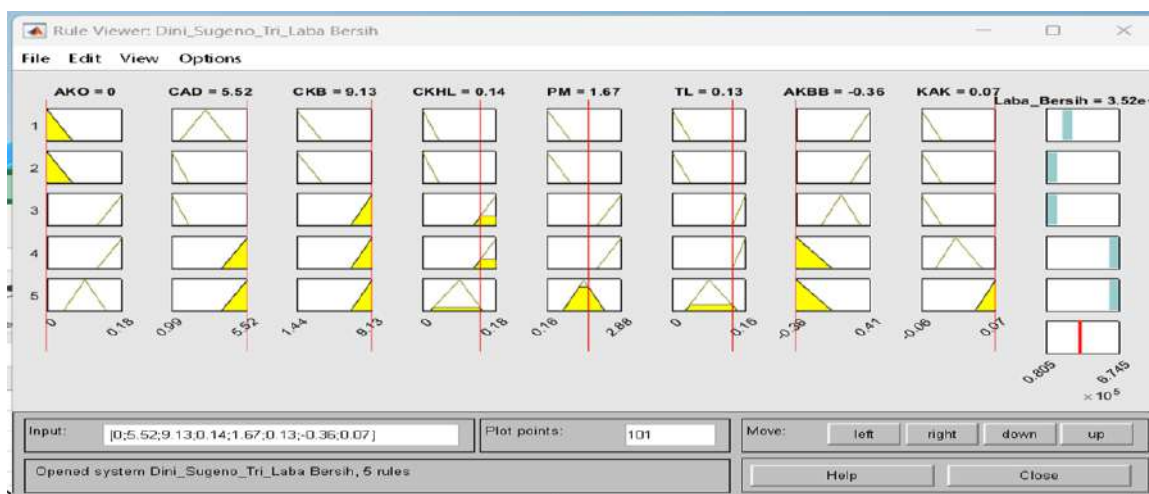 Rule Viewer: Dini_Sugeno_Tri_Laba Bersih
File Edit View Options
AKO = 0 CAD = 5.52 CKB = 9.13 CKHL = 0.14 PM = 1.67 TL = 0.13 AKBB = -0.36 KAK = 0.07 Laba_Bersih = 3.52e+
1
2
3
4
5
0 0.18 0.99 5.52 1.44 9.13 0 0.18 0.16 2.88 0 0.16 -0.36 0.41 -0.06 0.07
0.805 6.745
× 10⁵
Input: [0;5.52;9.13;0.14;1.67;0.13;-0.36;0.07] Plot points: 101 Move: left right down up
Opened system Dini_Sugeno_Tri_Laba Bersih, 5 rules Help Close